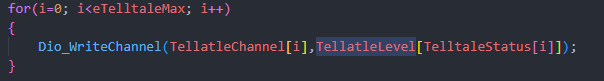 for(i=0; i<eTelltaleMax; i++)
{
Dio_WriteChannel(TellatleChannel[i],TellatleLevel[TelltaleStatus[i]]);
}